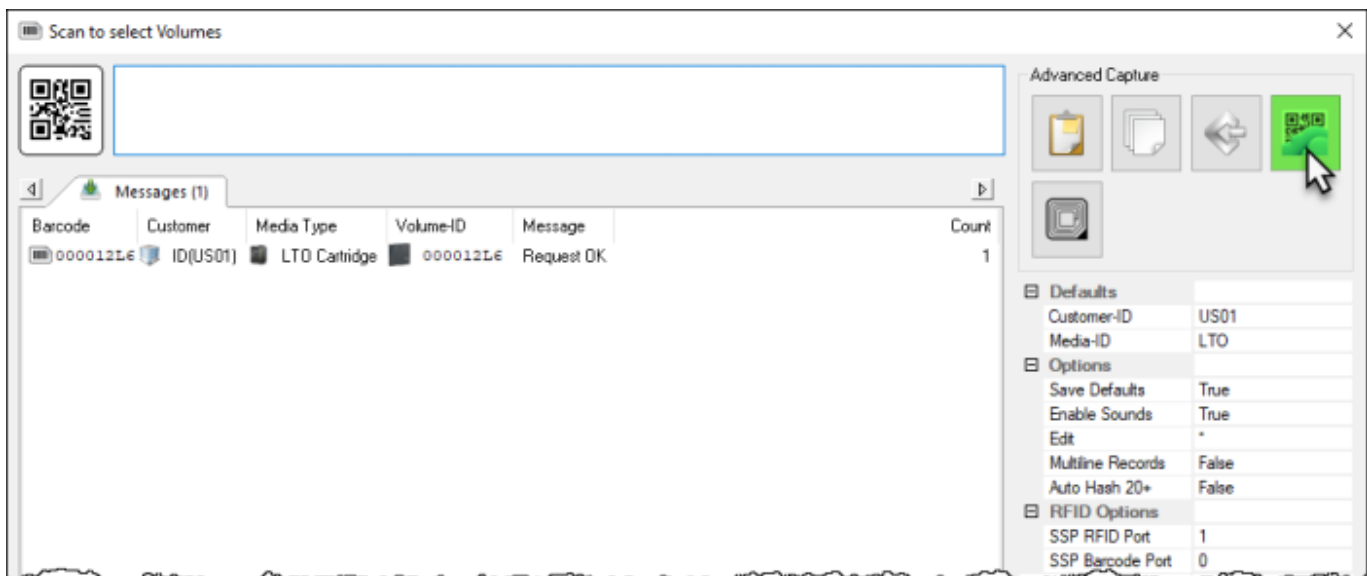 Scan to select Volumes
Advanced Capture
Messages (1)
Barcode Customer Media Type Volume-ID Message Count
000012L6 ID(US01) LTO Cartridge 000012L6 Request OK 1
Defaults
Customer-ID US01
Media-ID LTO
Options
Save Defaults True
Enable Sounds True
Edit *
Multiline Records False
Auto Hash 20+ False
RFID Options
SSP RFID Port 1
SSP Barcode Port 0